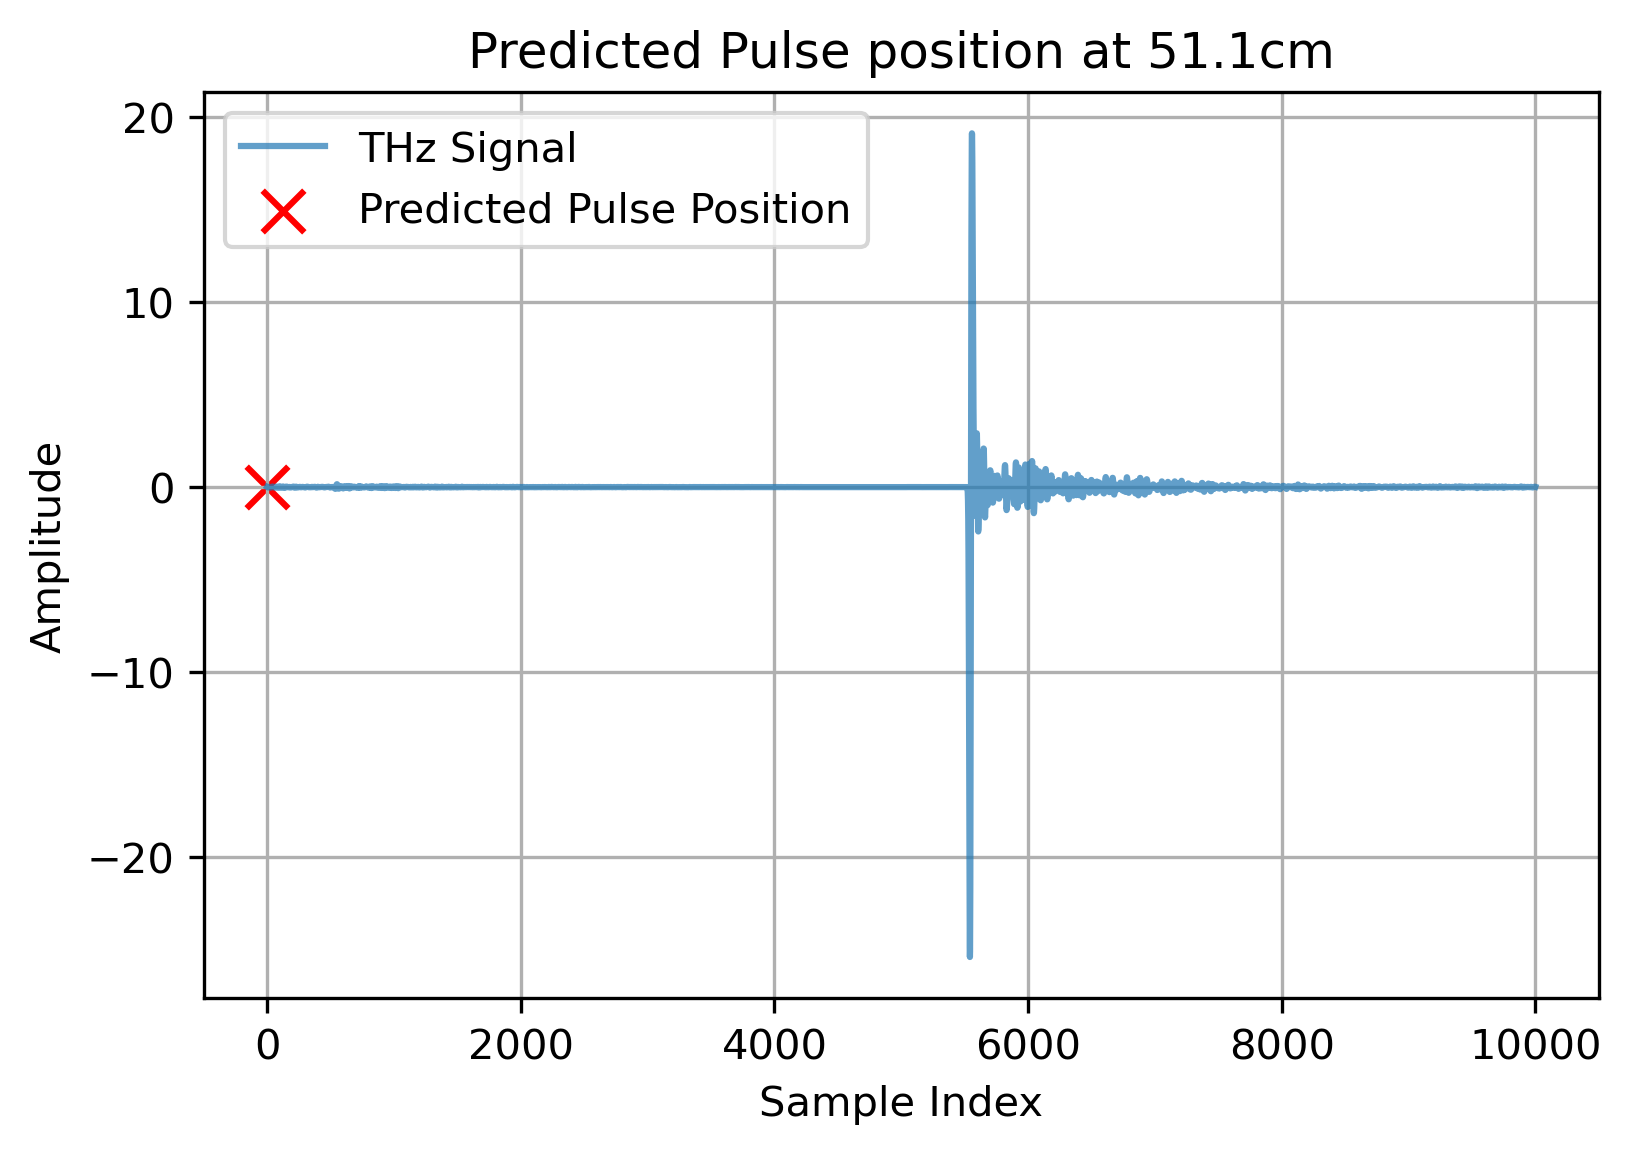 Predicted Pulse position at 51.1cm
THz Signal
Predicted Pulse Position
20
10
0
−10
−20
Amplitude
0 2000 4000 6000 8000 10000
Sample Index